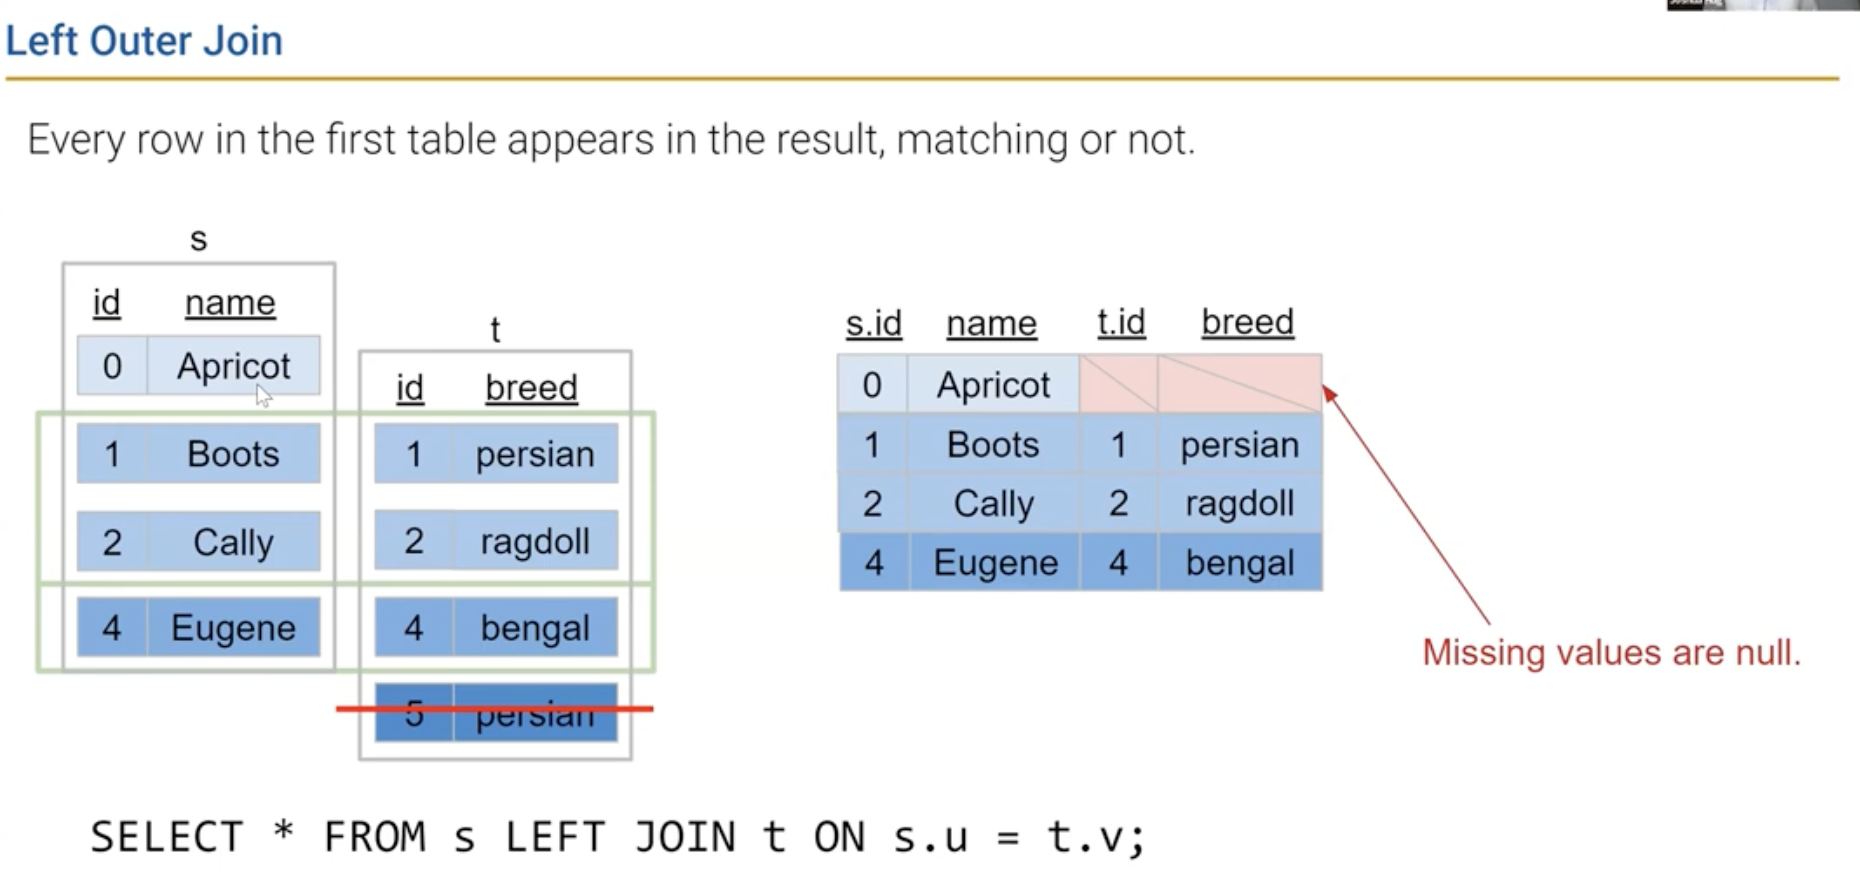 Left Outer Join
Every row in the first table appears in the result, matching or not.
s
id name
0 Apricot
1 Boots
2 Cally
4 Eugene
t
id breed
1 persian
2 ragdoll
4 bengal
5 persian
s.id name t.id breed
0 Apricot
1 Boots 1 persian
2 Cally 2 ragdoll
4 Eugene 4 bengal
Missing values are null.
SELECT * FROM s LEFT JOIN t ON s.u = t.v;